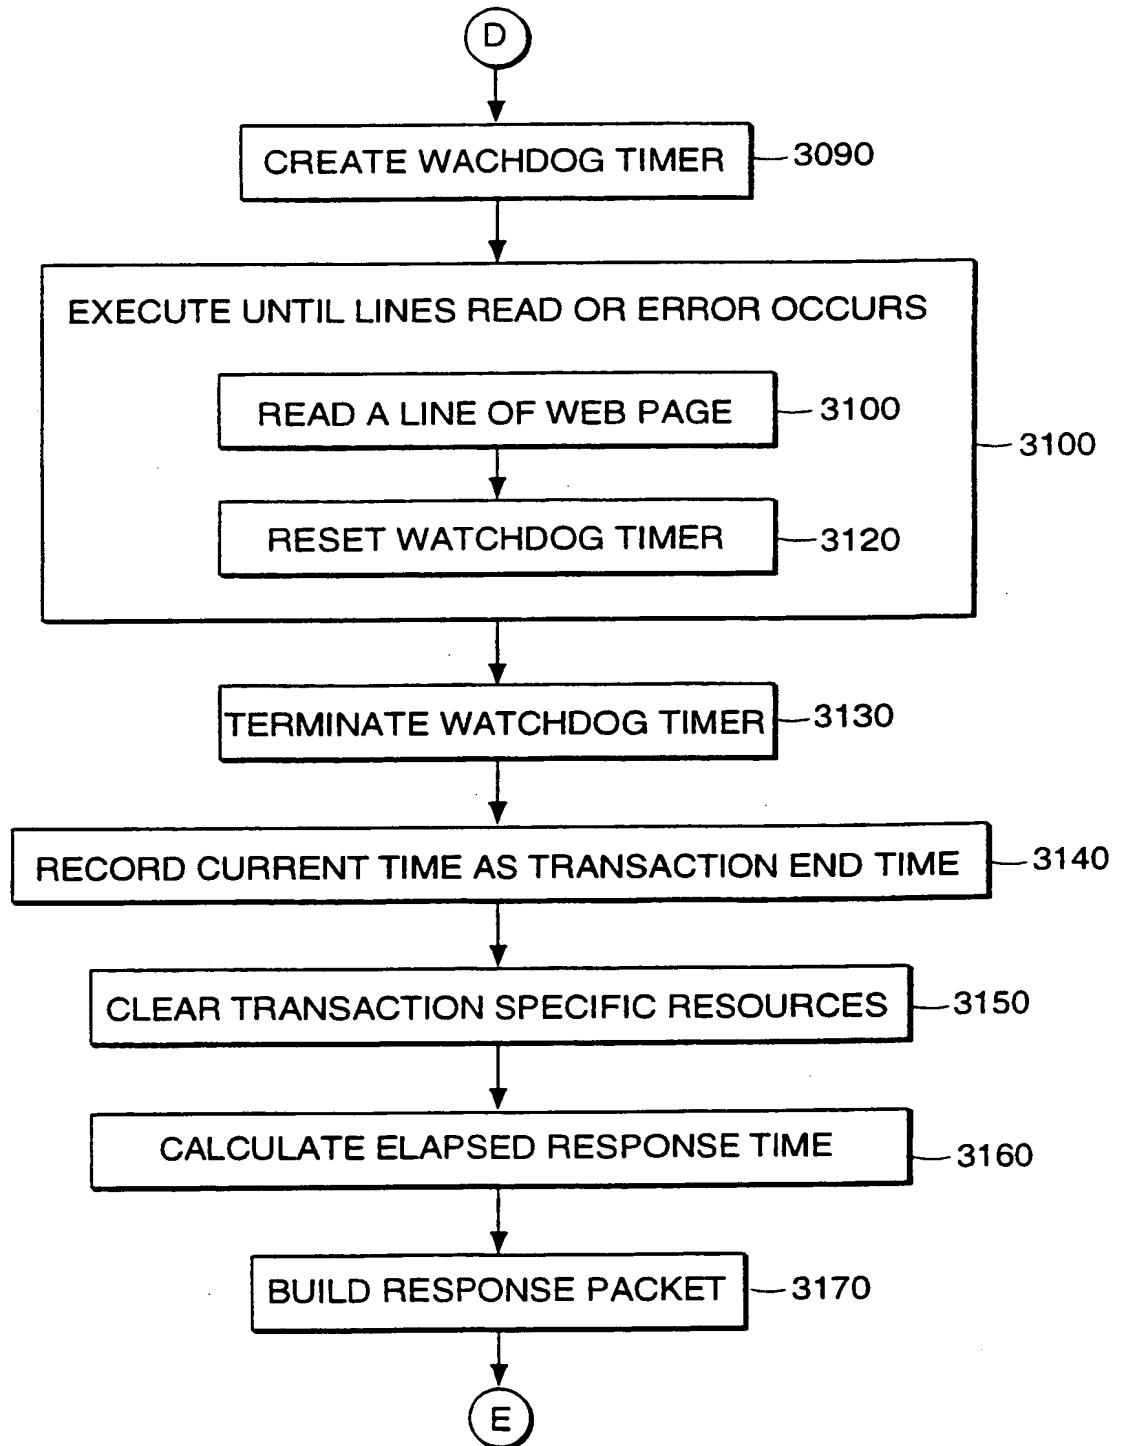 D
CREATE WACHDOG TIMER 3090
EXECUTE UNTIL LINES READ OR ERROR OCCURS
READ A LINE OF WEB PAGE 3100
3100
RESET WATCHDOG TIMER 3120
TERMINATE WATCHDOG TIMER 3130
RECORD CURRENT TIME AS TRANSACTION END TIME 3140
CLEAR TRANSACTION SPECIFIC RESOURCES 3150
CALCULATE ELAPSED RESPONSE TIME 3160
BUILD RESPONSE PACKET 3170
E